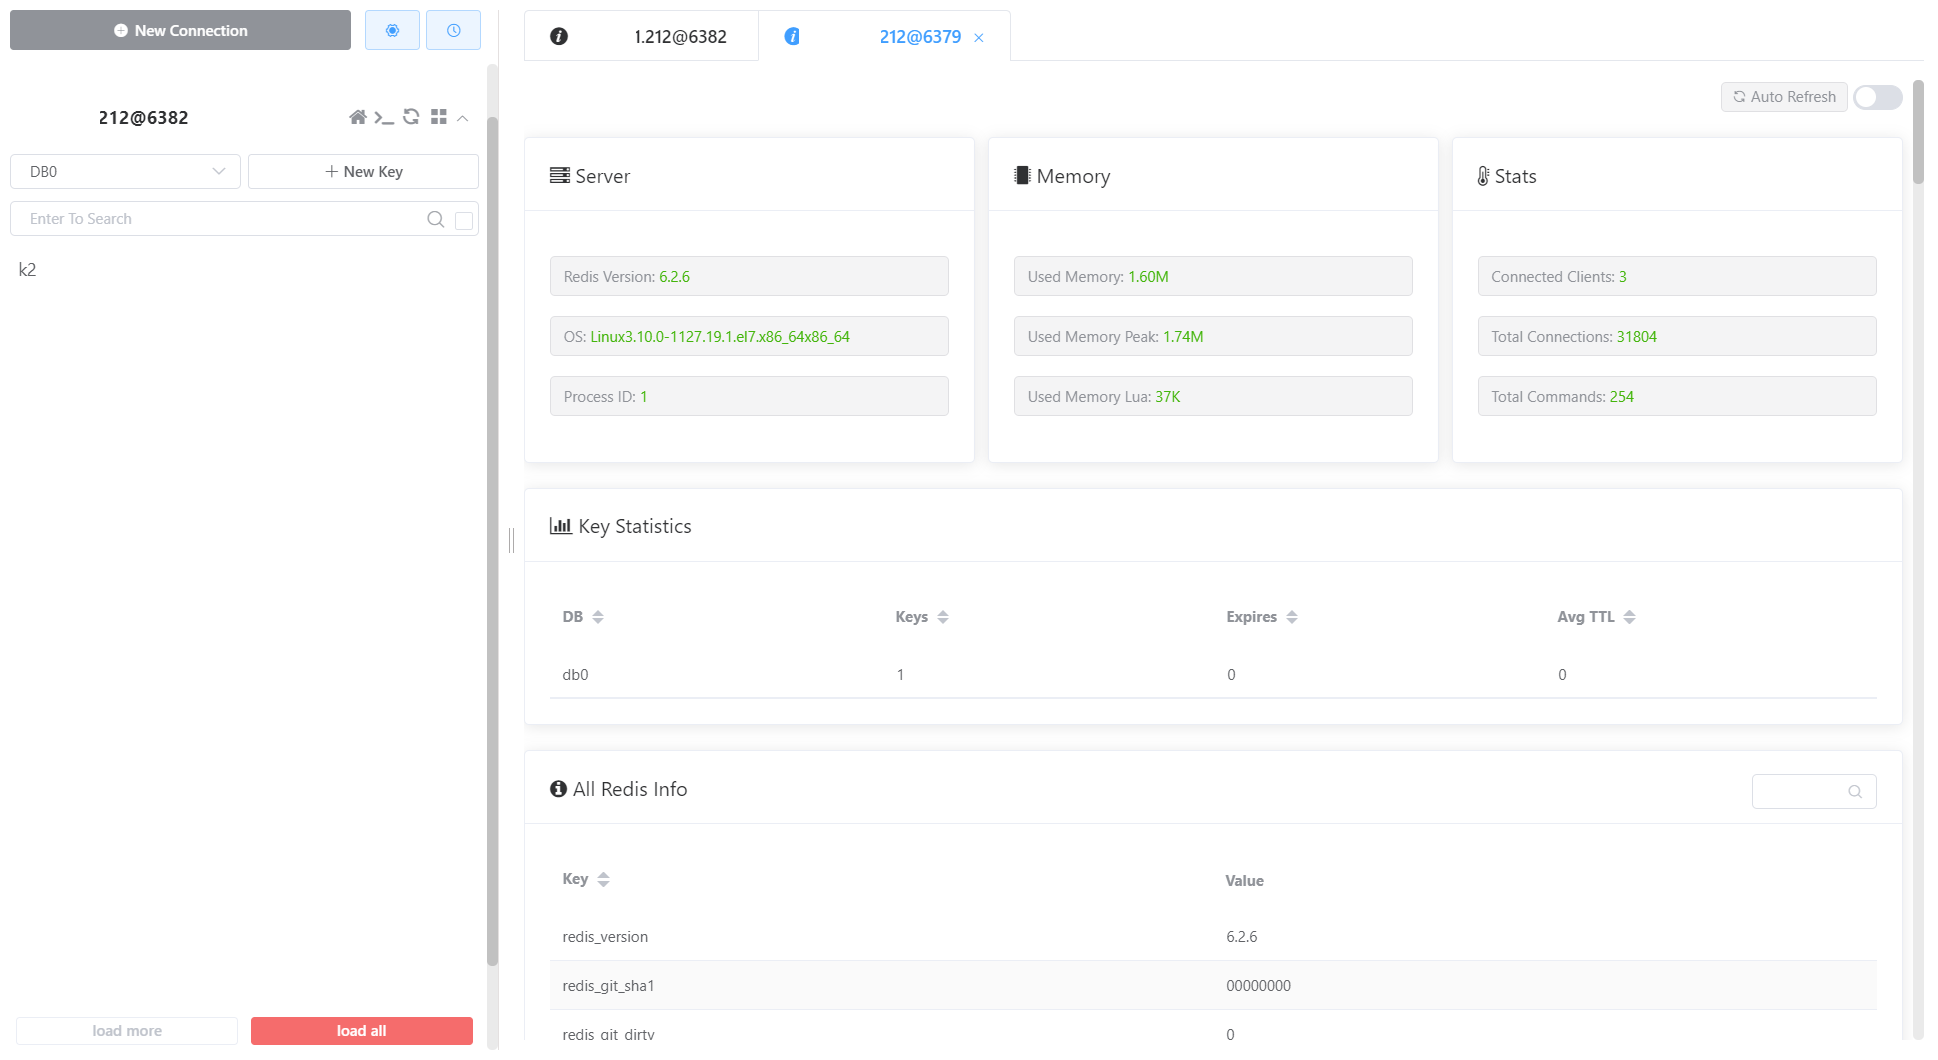 New Connection
1.212@6382
212@6379
212@6382
Auto Refresh
DB0
New Key
Enter To Search
k2
Server
Redis Version: 6.2.6
OS: Linux3.10.0-1127.19.1.el7.x86_64x86_64
Process ID: 1
Memory
Used Memory: 1.60M
Used Memory Peak: 1.74M
Used Memory Lua: 37K
Stats
Connected Clients: 3
Total Connections: 31804
Total Commands: 254
Key Statistics
DB Keys Expires Avg TTL
db0 1 0 0
All Redis Info
Key Value
redis_version 6.2.6
redis_git_sha1 00000000
redis_git_dirty 0
load more
load all